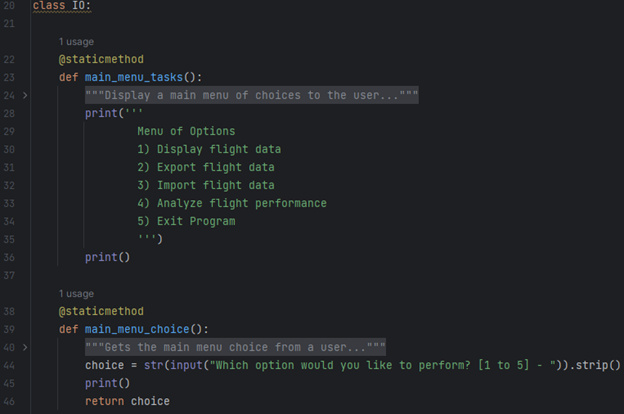 20 class IO:
21
1 usage
22 @staticmethod
23 def main_menu_tasks():
24 """Display a main menu of choices to the user..."""
28 print('''
29 Menu of Options
30 1) Display flight data
31 2) Export flight data
32 3) Import flight data
33 4) Analyze flight performance
34 5) Exit Program
35 ''')
36 print()
37
1 usage
38 @staticmethod
39 def main_menu_choice():
40 """Gets the main menu choice from a user..."""
44 choice = str(input("Which option would you like to perform? [1 to 5] - ")).strip()
45 print()
46 return choice